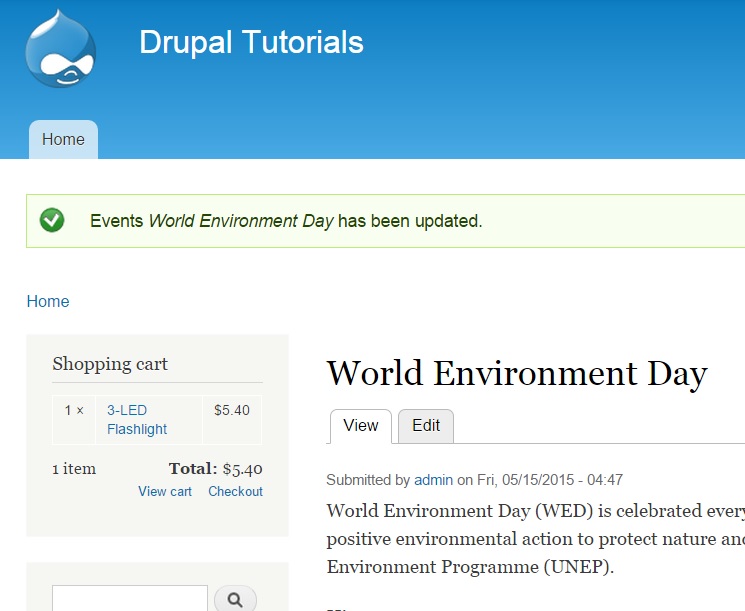 Drupal Tutorials
Home
Events World Environment Day has been updated.
Home
Shopping cart
1 × 3-LED $5.40
Flashlight
1 item Total: $5.40
View cart Checkout
World Environment Day
View Edit
Submitted by admin on Fri, 05/15/2015 - 04:47
World Environment Day (WED) is celebrated every
positive environmental action to protect nature and
Environment Programme (UNEP).